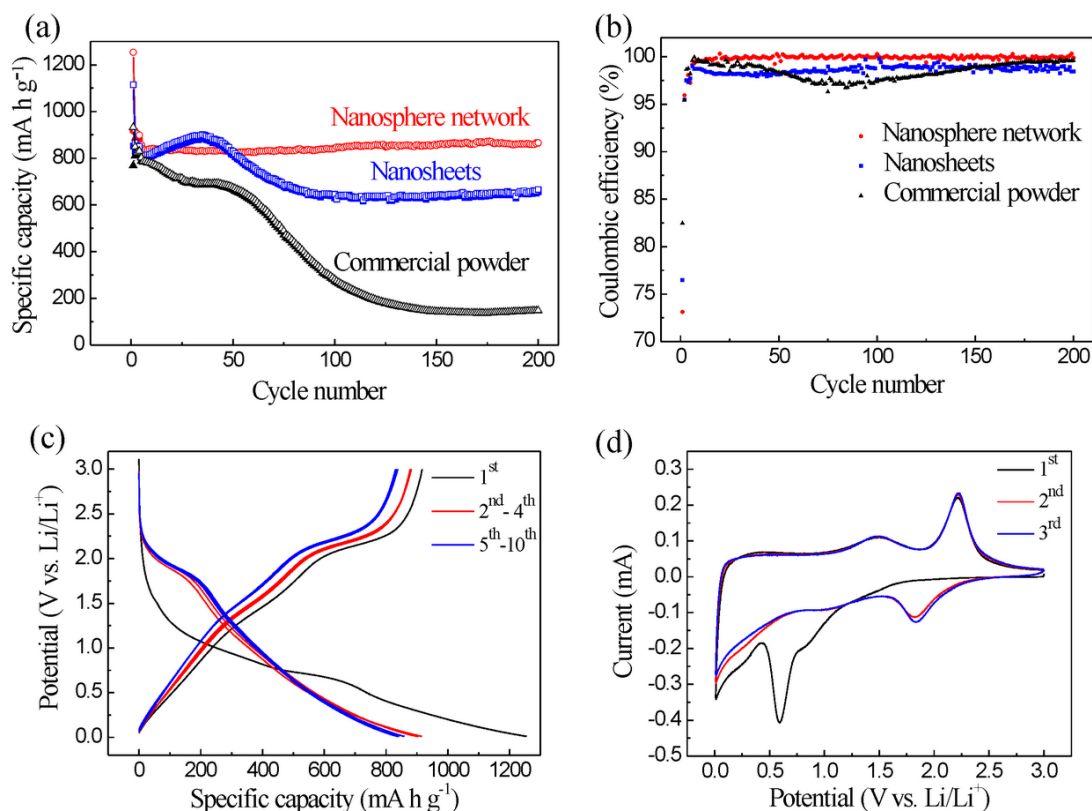 (a)
1200
1000
800
600
400
200
0
Specific capacity (mA h g⁻¹)
Nanosphere network
Nanosheets
Commercial powder
0 50 100 150 200
Cycle number
(b)
100
95
90
85
80
75
70
Coulombic efficiency (%)
Nanosphere network
Nanosheets
Commercial powder
0 50 100 150 200
Cycle number
(c)
3.0
2.5
2.0
1.5
1.0
0.5
0.0
Potential (V vs. Li/Li⁺)
1ˢᵗ
2ⁿᵈ- 4ᵗʰ
5ᵗʰ-10ᵗʰ
0 200 400 600 800 1000 1200
Specific capacity (mA h g⁻¹)
(d)
0.3
0.2
0.1
0.0
-0.1
-0.2
-0.3
-0.4
-0.5
Current (mA)
1ˢᵗ
2ⁿᵈ
3ʳᵈ
0.0 0.5 1.0 1.5 2.0 2.5 3.0
Potential (V vs. Li/Li⁺)